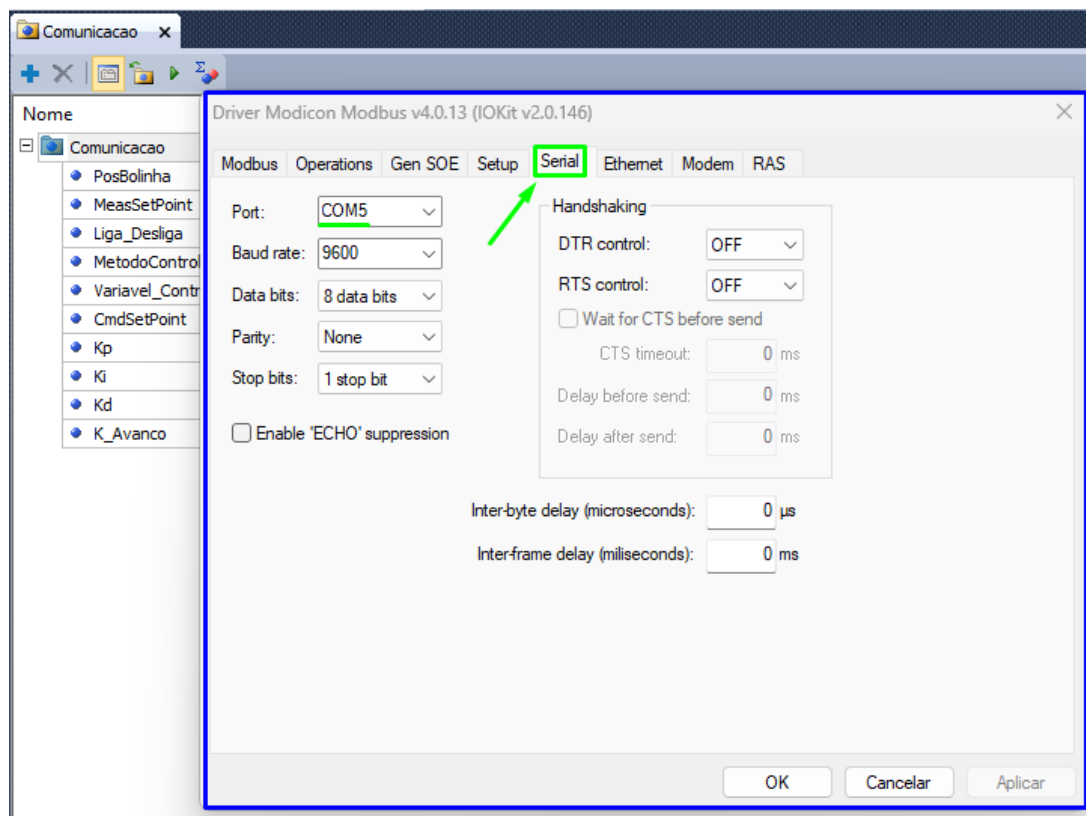 Comunicacao
Nome
Comunicacao
PosBolinha
MeasSetPoint
Liga_Desliga
MetodoControl
Variavel_Contr
CmdSetPoint
Kp
Ki
Kd
K_Avanco
Driver Modicon Modbus v4.0.13 (IOKit v2.0.146)
Modbus Operations Gen SOE Setup Serial Ethernet Modem RAS
Port: COM5
Baud rate: 9600
Data bits: 8 data bits
Parity: None
Stop bits: 1 stop bit
Enable 'ECHO' suppression
Handshaking
DTR control: OFF
RTS control: OFF
Wait for CTS before send
CTS timeout: 0 ms
Delay before send: 0 ms
Delay after send: 0 ms
Inter-byte delay (microseconds): 0 µs
Inter-frame delay (miliseconds): 0 ms
OK Cancelar Aplicar